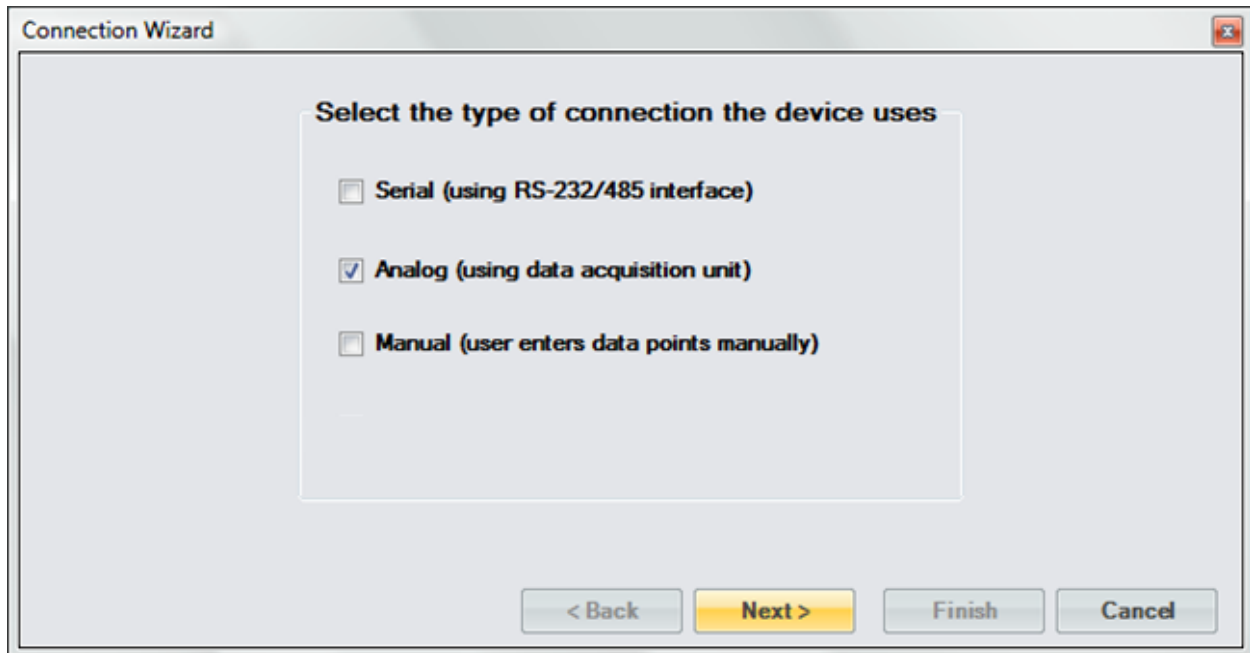 Connection Wizard
Select the type of connection the device uses
Serial (using RS-232/485 interface)
Analog (using data acquisition unit)
Manual (user enters data points manually)
< Back Next > Finish Cancel